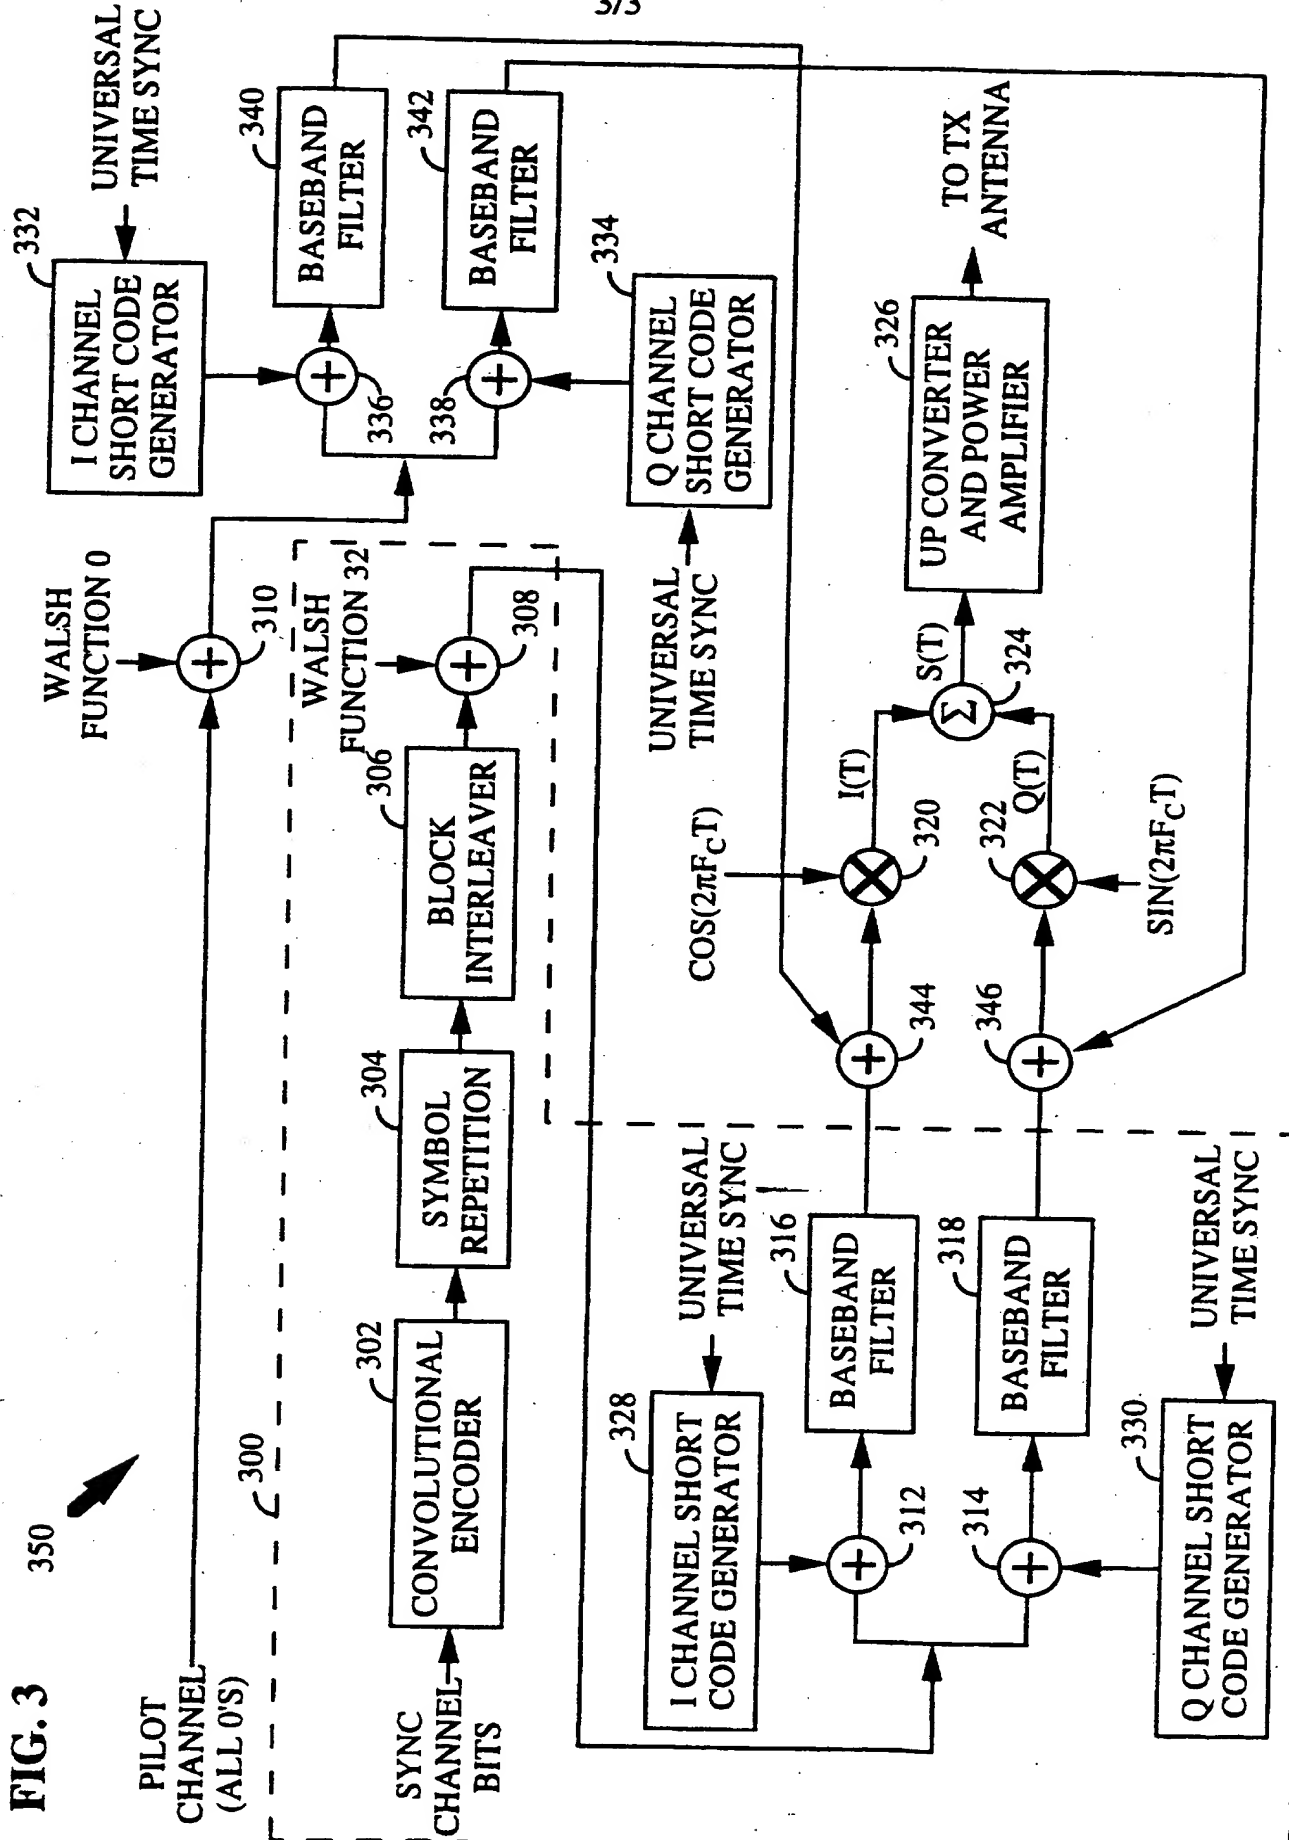 3/3
FIG. 3
350
PILOT
CHANNEL
(ALL 0'S)
WALSH
FUNCTION 0
310
332
I CHANNEL
SHORT CODE
GENERATOR
UNIVERSAL
TIME SYNC
336
340
BASEBAND
FILTER
338
342
BASEBAND
FILTER
334
Q CHANNEL
SHORT CODE
GENERATOR
UNIVERSAL
TIME SYNC
300
SYNC
CHANNEL
BITS
302
CONVOLUTIONAL
ENCODER
304
SYMBOL
REPETITION
306
BLOCK
INTERLEAVER
WALSH
FUNCTION 32
308
328
I CHANNEL SHORT
CODE GENERATOR
UNIVERSAL
TIME SYNC
312
316
BASEBAND
FILTER
314
318
BASEBAND
FILTER
330
Q CHANNEL SHORT
CODE GENERATOR
UNIVERSAL
TIME SYNC
344
346
COS(2πFCT)
320
I(T)
322
Q(T)
SIN(2πFCT)
Σ
324
S(T)
326
UP CONVERTER
AND POWER
AMPLIFIER
TO TX
ANTENNA